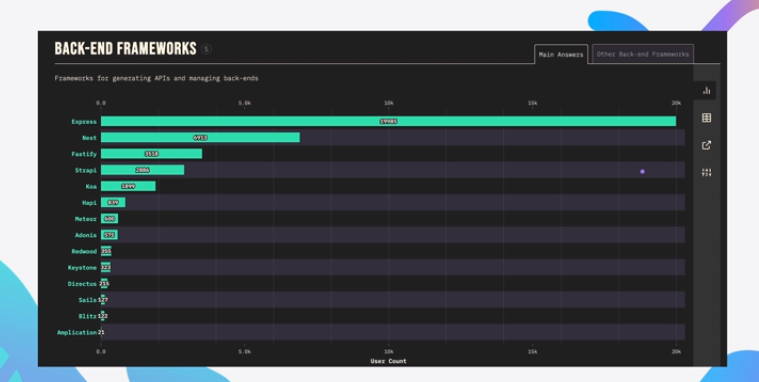 BACK-END FRAMEWORKS
Main Answers
Other Back-end Frameworks
Frameworks for generating APIs and managing back-ends
0.0 5.0k 10k 15k 20k
Express 19985
Nest 6913
Fastify 3518
Strapi 2886
Koa 1899
Hapi 839
Meteor 600
Adonis 575
Redwood 355
Keystone 323
Directus 215
Sails 127
Blitz 122
Amplication 21
0.0 5.0k 10k 15k 20k
User Count